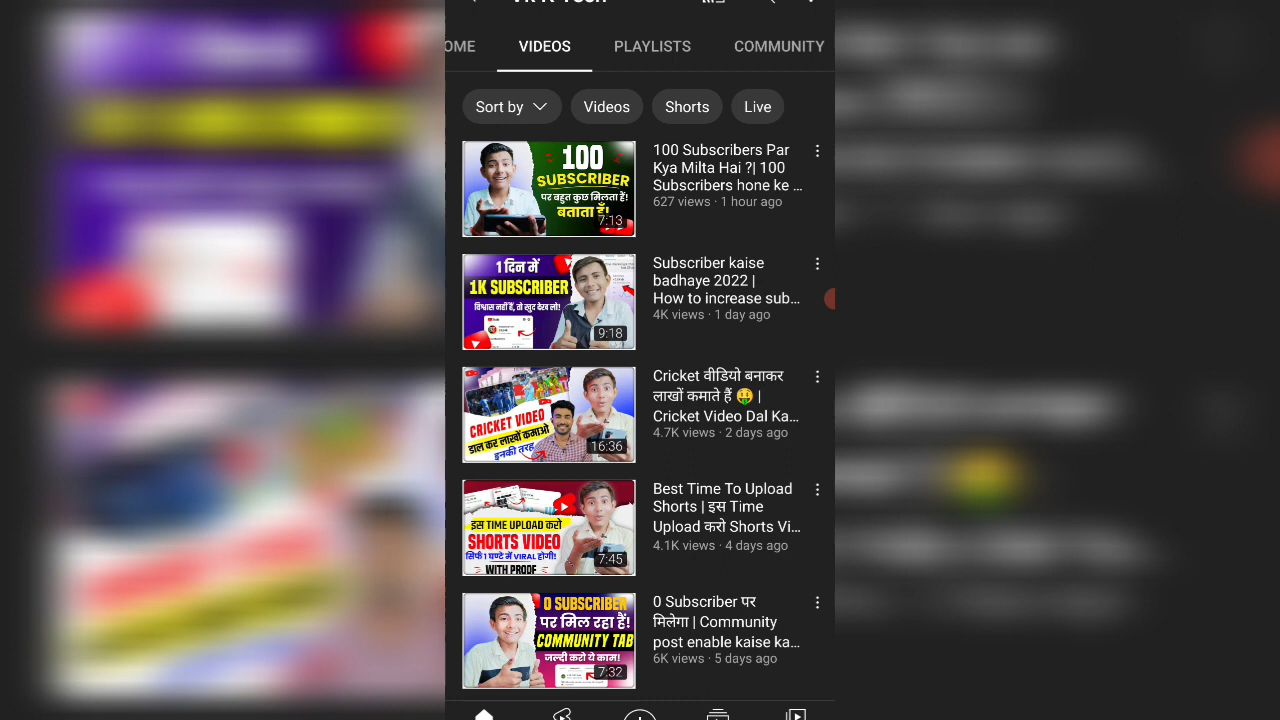 OME
VIDEOS
PLAYLISTS
COMMUNITY
Sort by
Videos
Shorts
Live
100
SUBSCRIBER
पर बहुत कुछ मिलता हैं!
बताता हूँ!
7:13
100 Subscribers Par
Kya Milta Hai ?| 100
Subscribers hone ke ...
627 views · 1 hour ago
1 दिन में
1K SUBSCRIBER
विश्वास नहीं हैं, तो खुद देख लो!
9:18
Subscriber kaise
badhaye 2022 |
How to increase sub...
4K views · 1 day ago
CRICKET VIDEO
डाल कर लाखों कमाओ
इनकी तरह
16:36
Cricket वीडियो बनाकर
लाखों कमाते हैं 🤑 |
Cricket Video Dal Ka...
4.7K views · 2 days ago
इस TIME UPLOAD करो
SHORTS VIDEO
सिर्फ 1 घण्टे में VIRAL होगी!
WITH PROOF
7:45
Best Time To Upload
Shorts | इस Time
Upload करो Shorts Vi...
4.1K views · 4 days ago
0 SUBSCRIBER
पर मिल रहा हैं!
COMMUNITY TAB
जल्दी करो ये काम!
7:32
0 Subscriber पर
मिलेगा | Community
post enable kaise ka...
6K views · 5 days ago